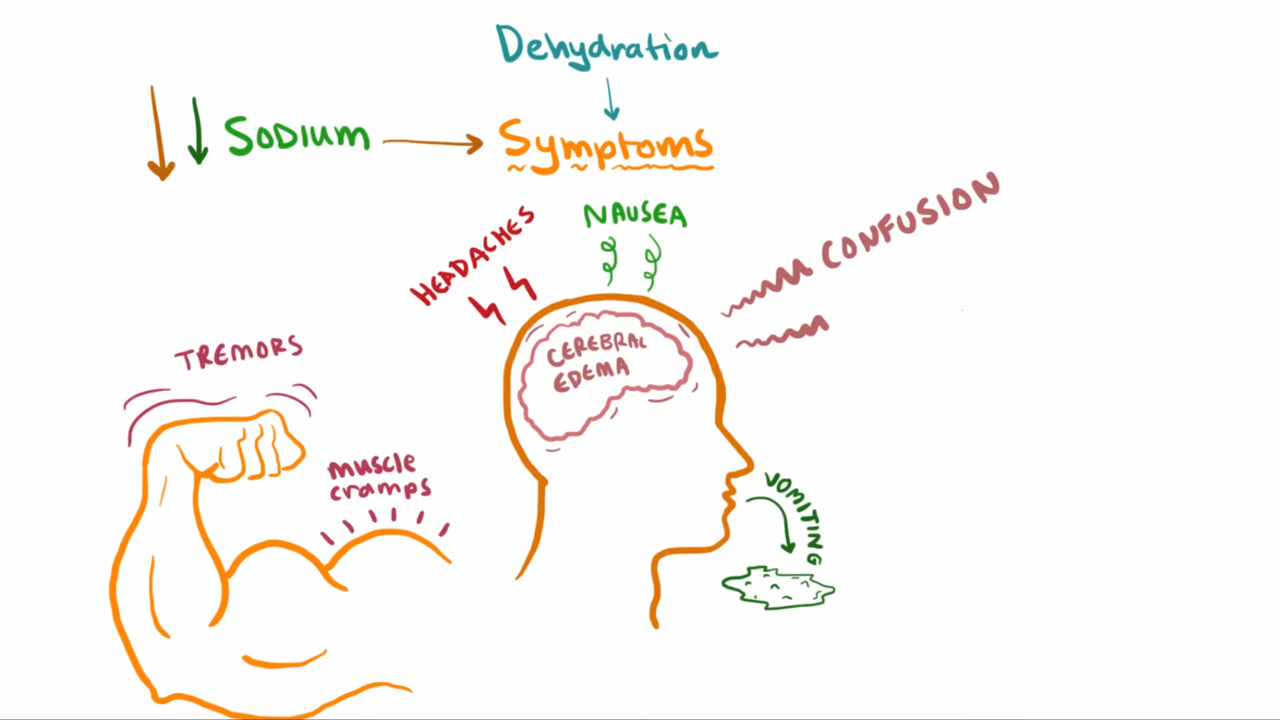 Dehydration
SODIUM
Symptoms
NAUSEA
HEADACHES
CONFUSION
CEREBRAL
EDEMA
TREMORS
muscle
cramps
VOMITING